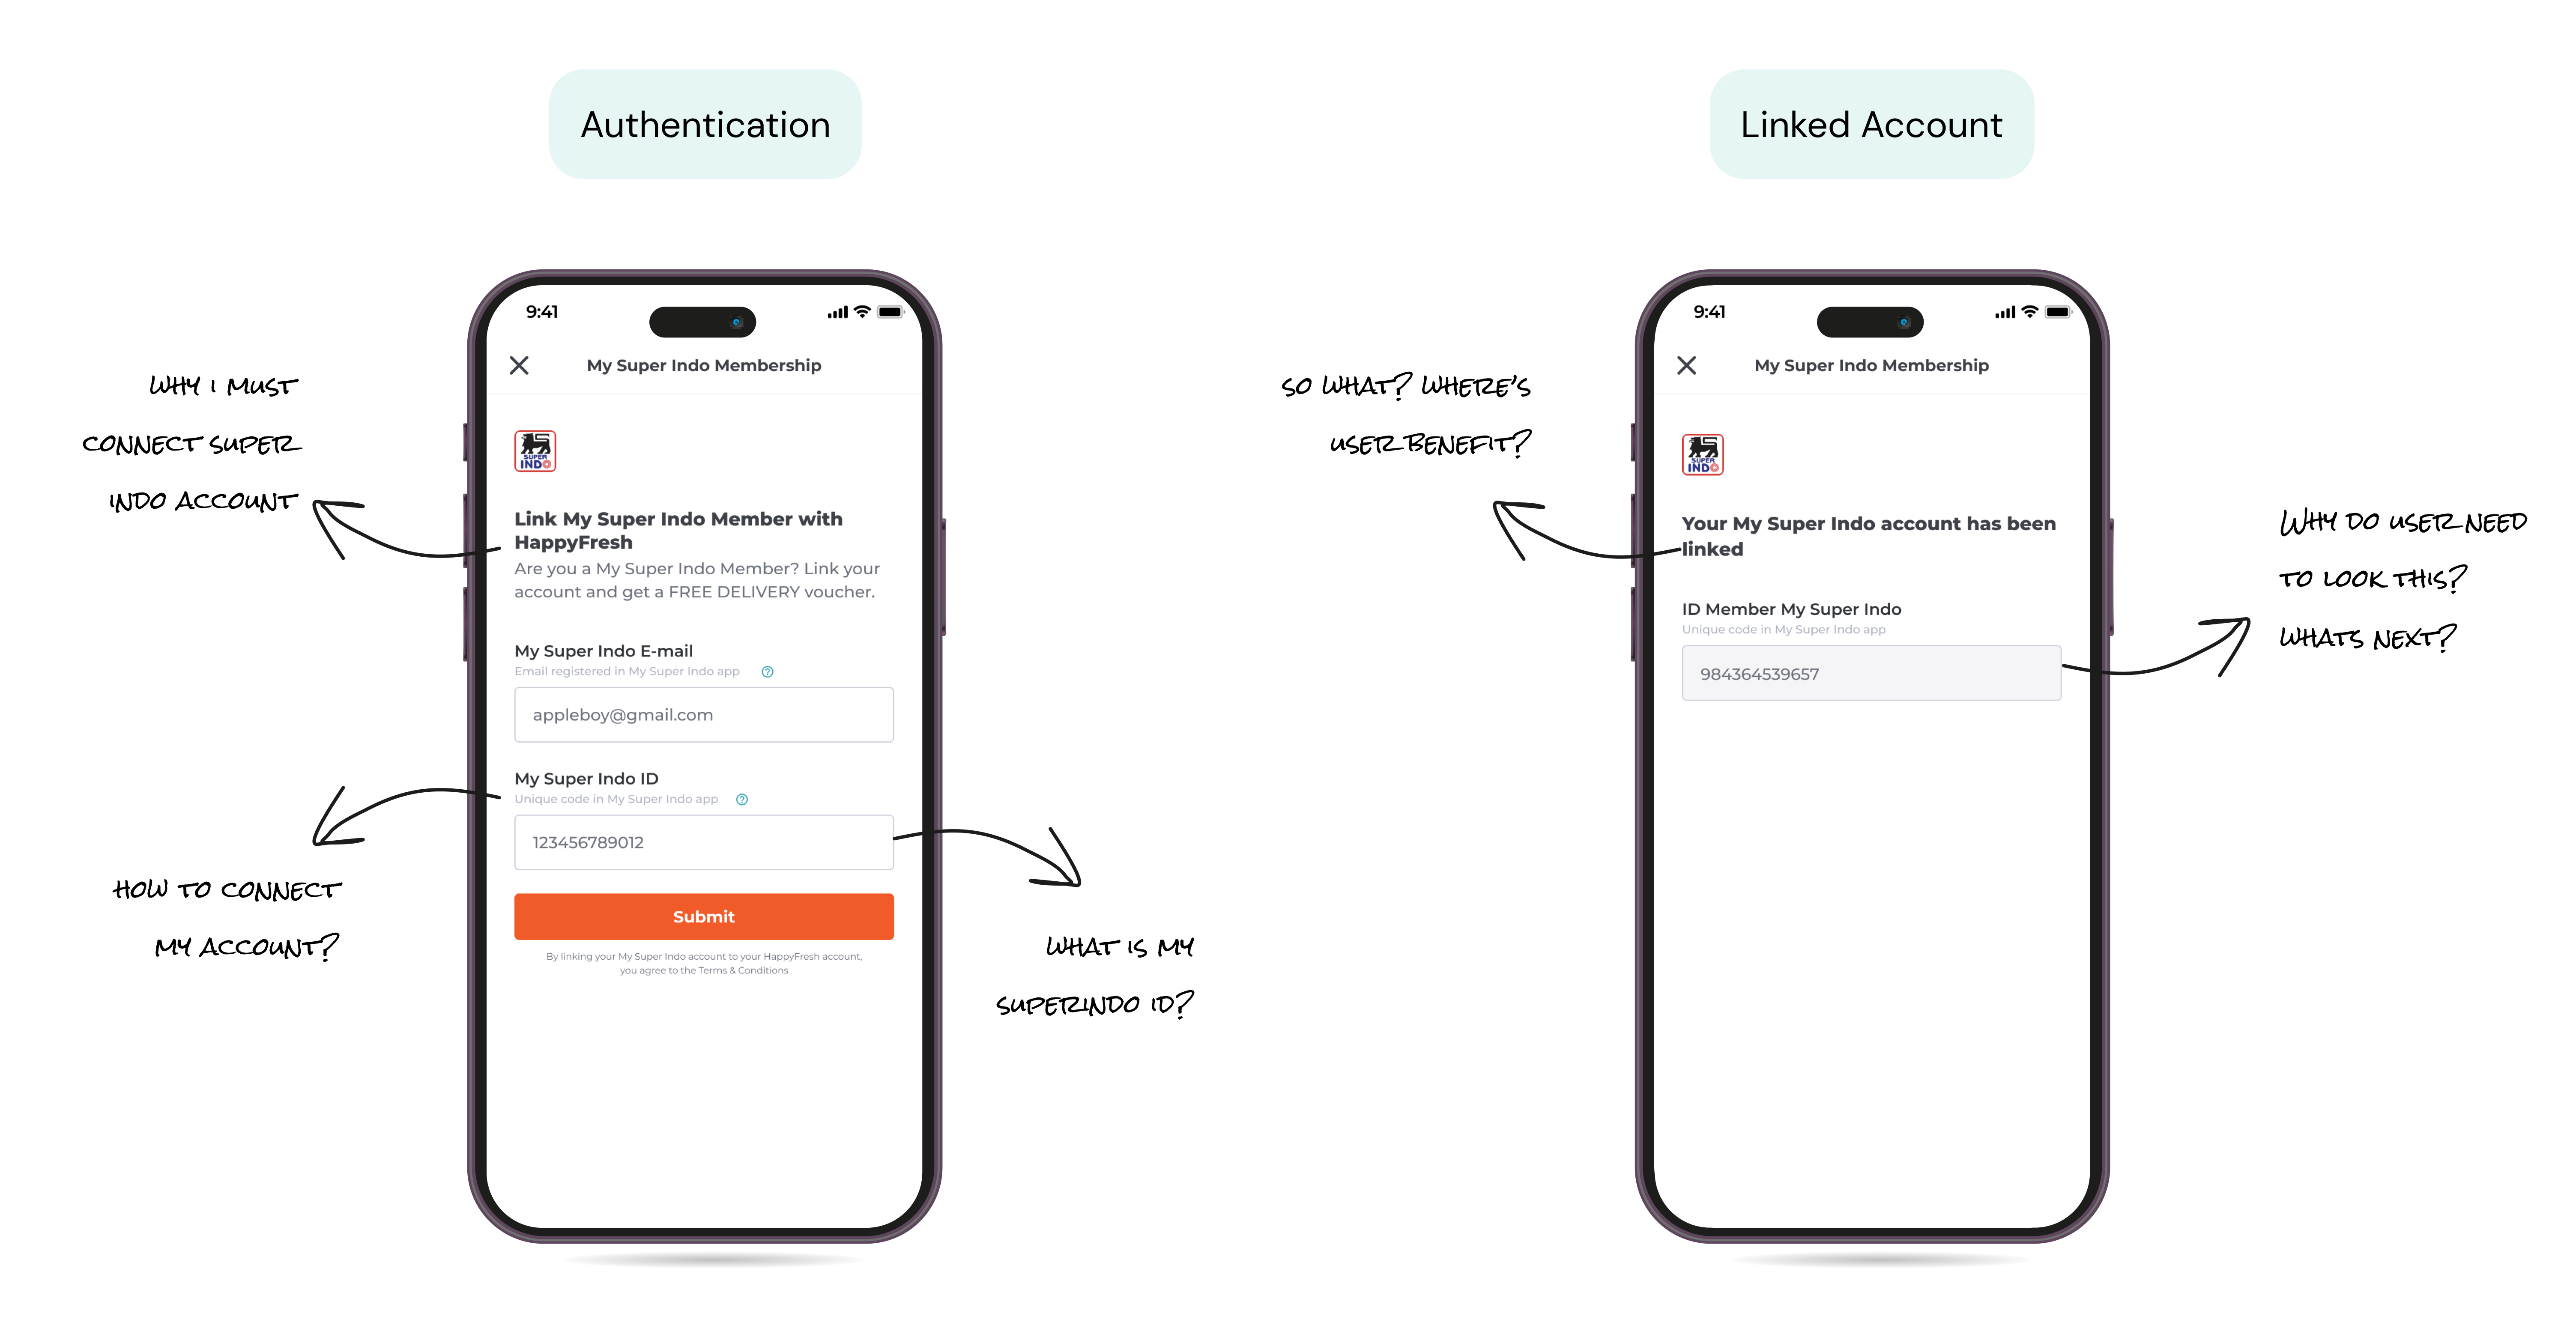 Authentication
Linked Account
9:41
My Super Indo Membership
SUPER
INDO
Link My Super Indo Member with
HappyFresh
Are you a My Super Indo Member? Link your
account and get a FREE DELIVERY voucher.
My Super Indo E-mail
Email registered in My Super Indo app
appleboy@gmail.com
My Super Indo ID
Unique code in My Super Indo app
123456789012
Submit
By linking your My Super Indo account to your HappyFresh account,
you agree to the Terms & Conditions
WHY I MUST
CONNECT SUPER
INDO ACCOUNT
HOW TO CONNECT
MY ACCOUNT?
WHAT IS MY
SUPERINDO ID?
9:41
My Super Indo Membership
SUPER
INDO
Your My Super Indo account has been
linked
ID Member My Super Indo
Unique code in My Super Indo app
984364539657
SO WHAT? WHERE'S
USER BENEFIT?
WHY DO USER NEED
TO LOOK THIS?
WHATS NEXT?